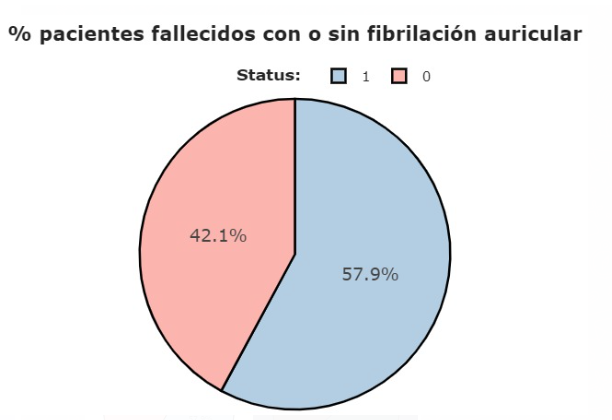 % pacientes fallecidos con o sin fibrilación auricular
Status: 1 0
42.1%
57.9%